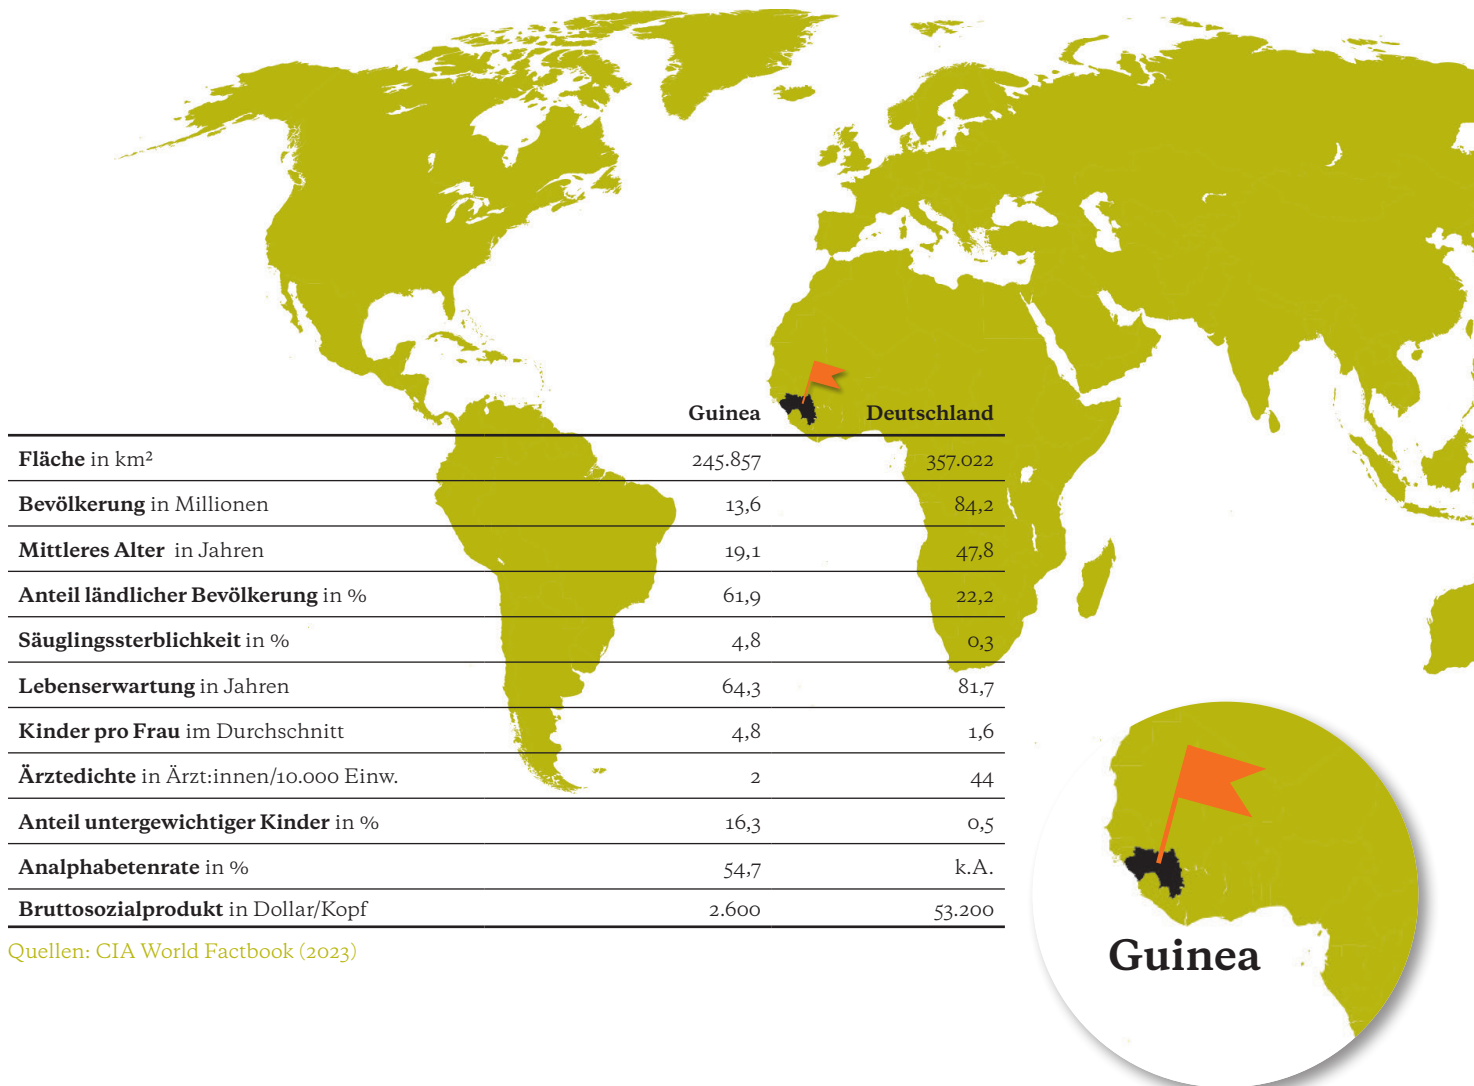 Guinea Deutschland
Fläche in km² 245.857 357.022
Bevölkerung in Millionen 13,6 84,2
Mittleres Alter in Jahren 19,1 47,8
Anteil ländlicher Bevölkerung in % 61,9 22,2
Säuglingssterblichkeit in % 4,8 0,3
Lebenserwartung in Jahren 64,3 81,7
Kinder pro Frau im Durchschnitt 4,8 1,6
Ärztedichte in Ärzt:innen/10.000 Einw. 2 44
Anteil untergewichtiger Kinder in % 16,3 0,5
Analphabetenrate in % 54,7 k.A.
Bruttosozialprodukt in Dollar/Kopf 2.600 53.200
Quellen: CIA World Factbook (2023)
Guinea